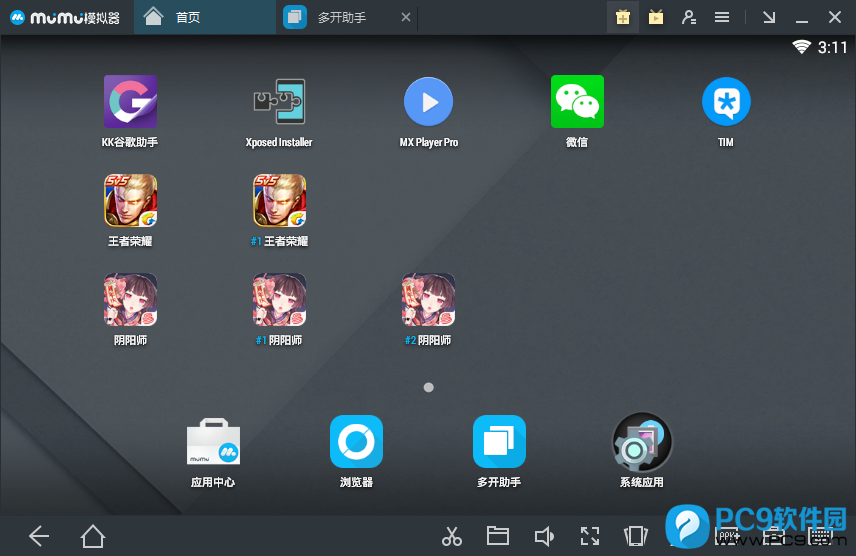 mumu模拟器
首页
多开助手
3:11
KK谷歌助手
Xposed Installer
MX Player Pro
微信
TIM
5V5
王者荣耀
5V5
#1 王者荣耀
阴阳师
#1 阴阳师
#2 阴阳师
mumu
应用中心
浏览器
多开助手
系统应用
PC9软件园